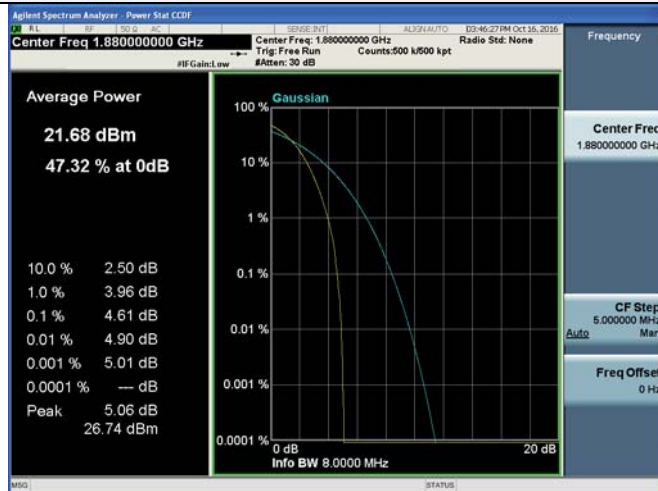 Agilent Spectrum Analyzer - Power Stat CCDF
RL RF 50 Ω AC SENSE:INT ALIGN AUTO 03:46:27 PM Oct 16, 2016
Center Freq 1.880000000 GHz
Center Freq: 1.880000000 GHz Radio Std: None
Trig: Free Run Counts:500 k/500 kpt
#IFGain:Low #Atten: 30 dB
Frequency
Average Power
21.68 dBm
47.32 % at 0dB
10.0 % 2.50 dB
1.0 % 3.96 dB
0.1 % 4.61 dB
0.01 % 4.90 dB
0.001 % 5.01 dB
0.0001 % --- dB
Peak 5.06 dB
26.74 dBm
Gaussian
100 %
10 %
1 %
0.1 %
0.01 %
0.001 %
0.0001 %
0 dB 20 dB
Info BW 8.0000 MHz
Center Freq
1.880000000 GHz
CF Step
5.000000 MHz
Auto Man
Freq Offset
0 Hz
MSG STATUS